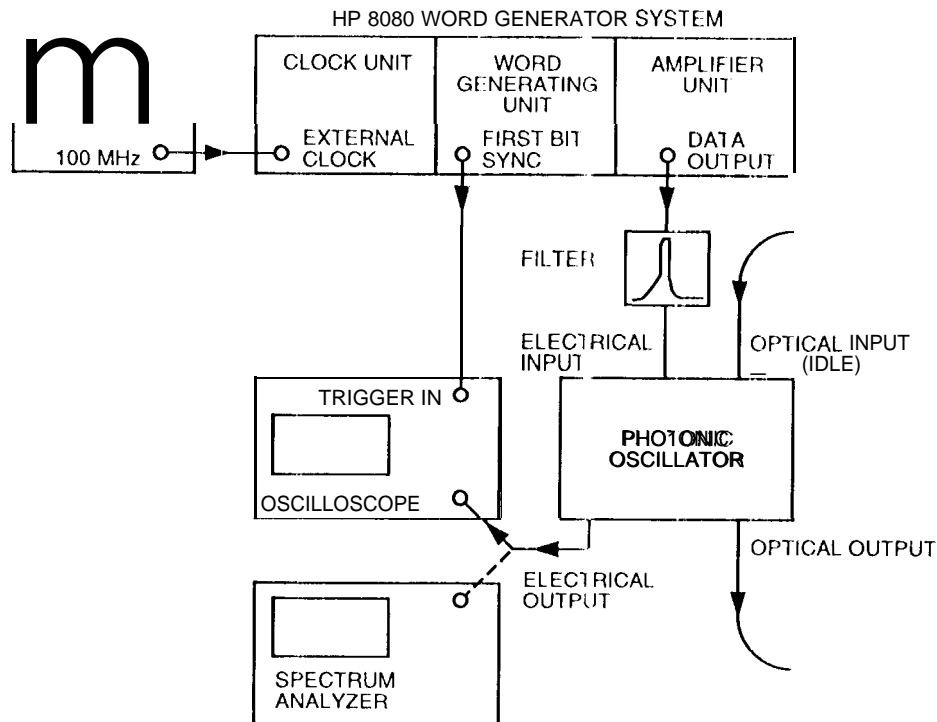 HP 8080 WORD GENERATOR SYSTEM
m
100 MHz
CLOCK UNIT
EXTERNAL
CLOCK
WORD
GENERATING
UNIT
FIRST BIT
SYNC
AMPLIFIER
UNIT
DATA
OUTPUT
FILTER
ELECTRICAL
INPUT
OPTICAL INPUT
(IDLE)
TRIGGER IN
OSCILLOSCOPE
PHOTONIC
OSCILLATOR
OPTICAL OUTPUT
ELECTRICAL
OUTPUT
SPECTRUM
ANALYZER